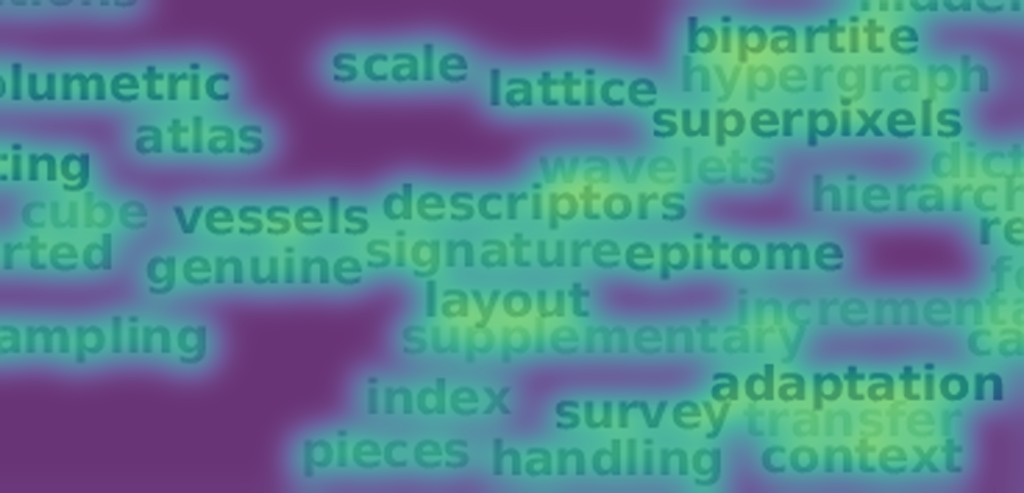 bipartite
scale
hypergraph
olumetric
lattice
superpixels
atlas
wavelets
ting
hierarch
descriptors
cube
vessels
signature
epitome
rted
genuine
layout
incrementa
supplementary
ampling
adaptation
index
survey
transfer
pieces
handling
context